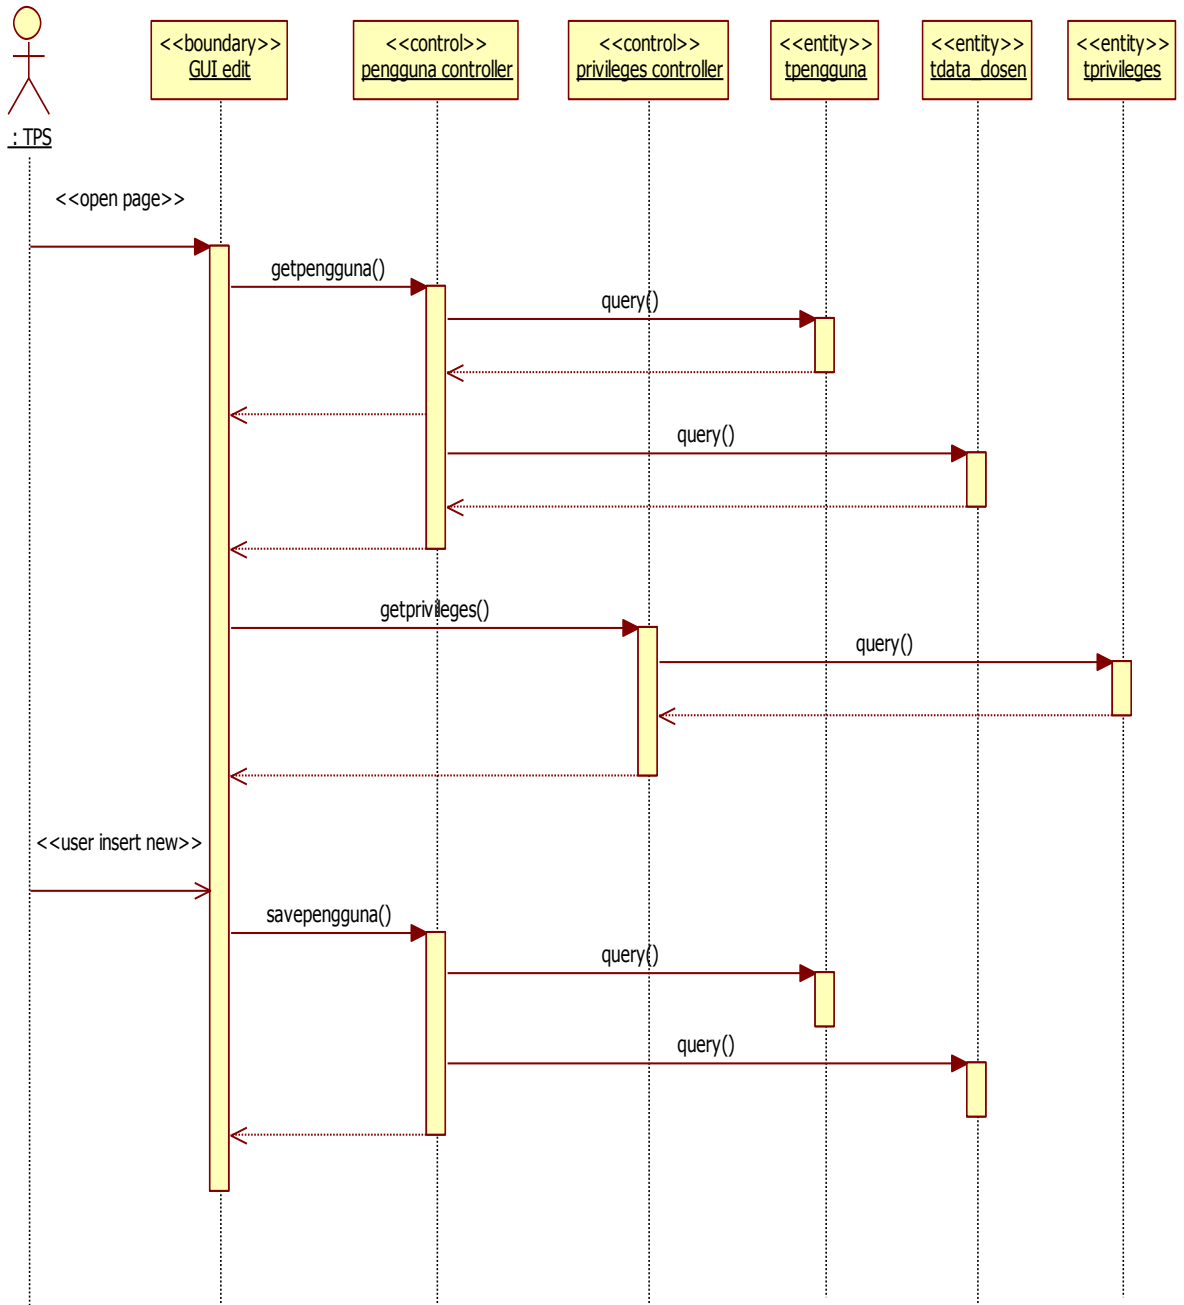 <<boundary>>
GUI edit
<<control>>
pengguna controller
<<control>>
privileges controller
<<entity>>
tpengguna
<<entity>>
tdata_dosen
<<entity>>
tprivileges
: TPS
<<open page>>
getpengguna()
query()
query()
getprivileges()
query()
<<user insert new>>
savepengguna()
query()
query()